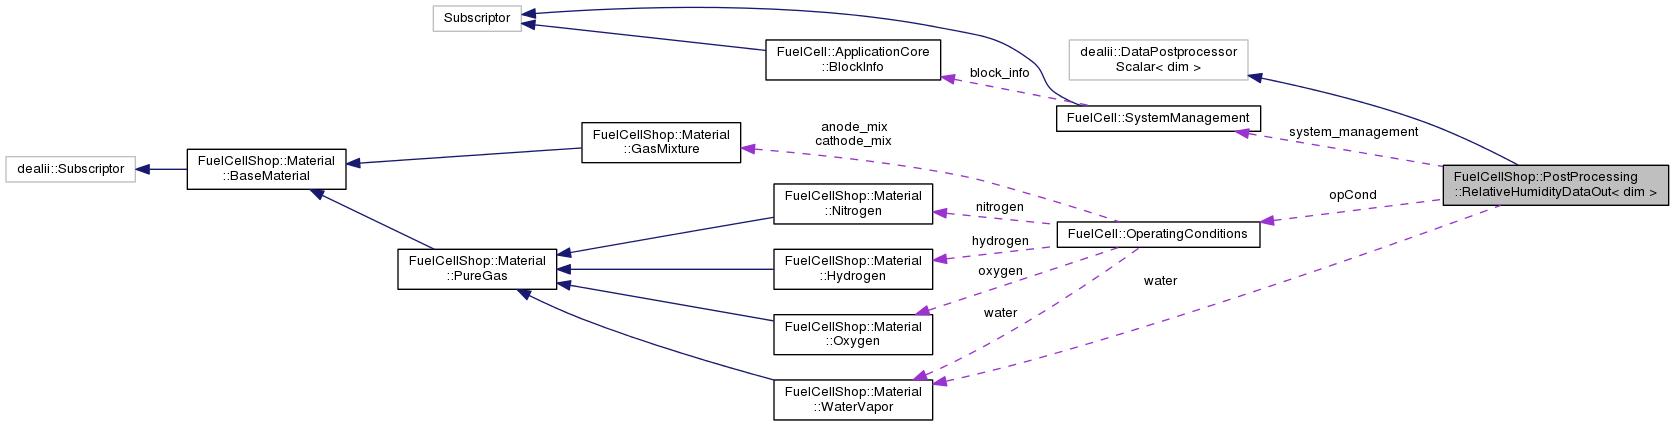 Subscriptor
FuelCell::ApplicationCore
::BlockInfo
dealii::DataPostprocessor
Scalar< dim >
block_info
FuelCell::SystemManagement
system_management
anode_mix
cathode_mix
FuelCellShop::Material
::GasMixture
FuelCellShop::Material
::BaseMaterial
dealii::Subscriptor
FuelCellShop::PostProcessing
::RelativeHumidityDataOut< dim >
FuelCellShop::Material
::Nitrogen
nitrogen
opCond
FuelCell::OperatingConditions
hydrogen
FuelCellShop::Material
::PureGas
FuelCellShop::Material
::Hydrogen
oxygen
water
water
FuelCellShop::Material
::Oxygen
FuelCellShop::Material
::WaterVapor